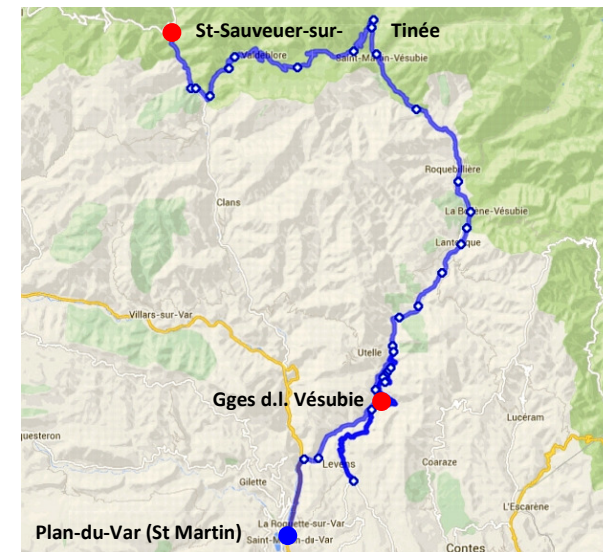 St-Sauveuer-sur- Tinée
Valdeblore
Saint-Martin-Vésubie
Roquebillière
Clans
La Bollène-Vésubie
Lantosque
Villars-sur-Var
Utelle
Gges d.l. Vésubie
Lucéram
questeron
Levens
Coaraze
Gilette
L'Escarène
La Roquette-sur-Var
Plan-du-Var (St Martin)
Saint-Martin-du-Var
Contes